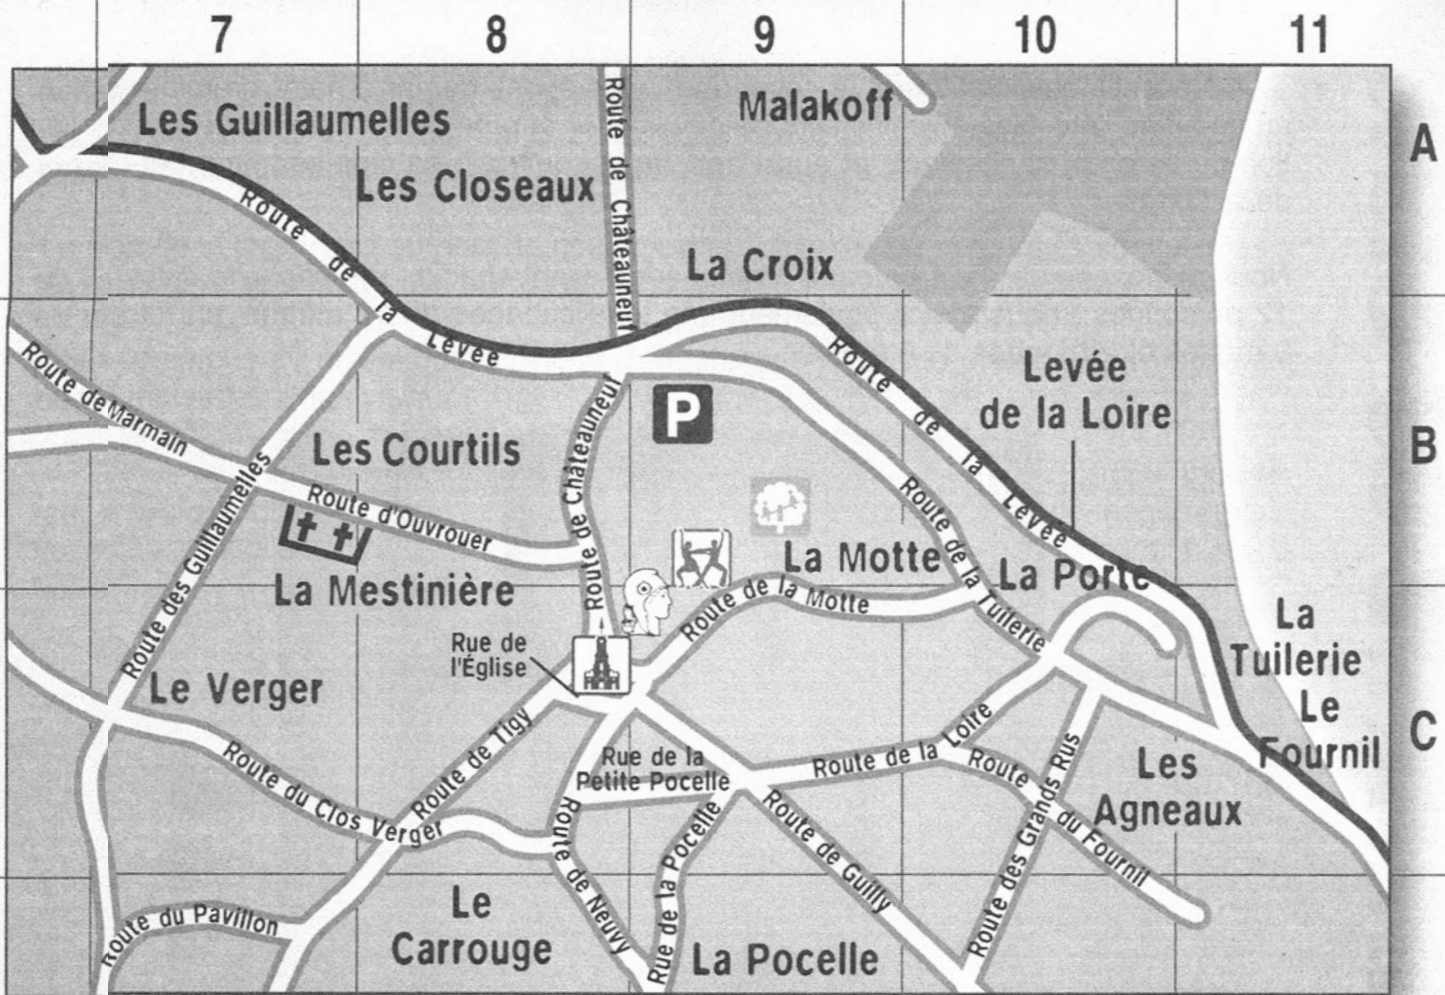 7 8 9 10 11
A
B
C
Les Guillaumelles
Malakoff
Les Closeaux
Route de Châteauneuf
Route de la Levée
La Croix
Route de la Levée
Levée
de la Loire
Route de Marmain
Les Courtils
P
Route de Châteauneuf
Route d'Ouvrouer
Route des Guillaumelles
Route de la Tuilerie
La Motte
La Porte
La Mestinière
Route de la Motte
La
Tuilerie
Rue de
l'Église
Le Verger
Le
Fournil
Route de Tigy
Rue de la
Petite Pocelle
Route de la Loire
Les
Agneaux
Route du Clos Verger
Route du Fournil
Route des Grands Rus
Route de Neuvy
Rue de la Pocelle
Route de Guilly
Le
Carrouge
Route du Pavillon
La Pocelle